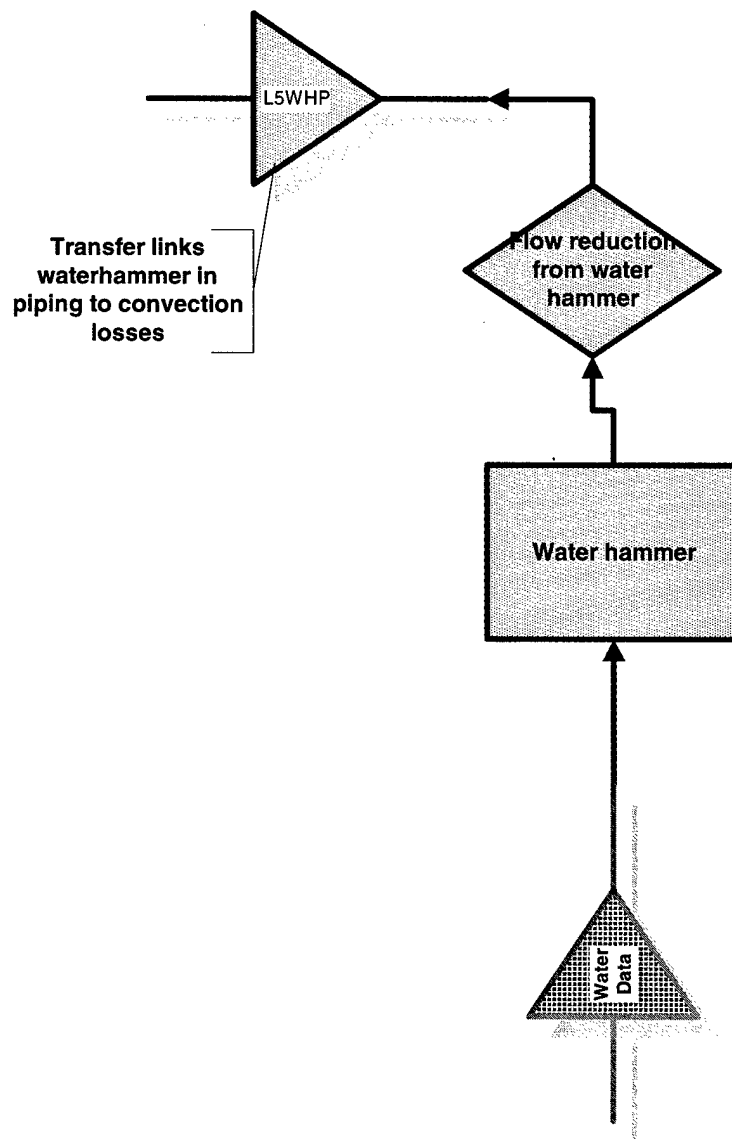 L5WHP
Transfer links
waterhammer in
piping to convection
losses
Flow reduction
from water
hammer
Water hammer
Water
Data